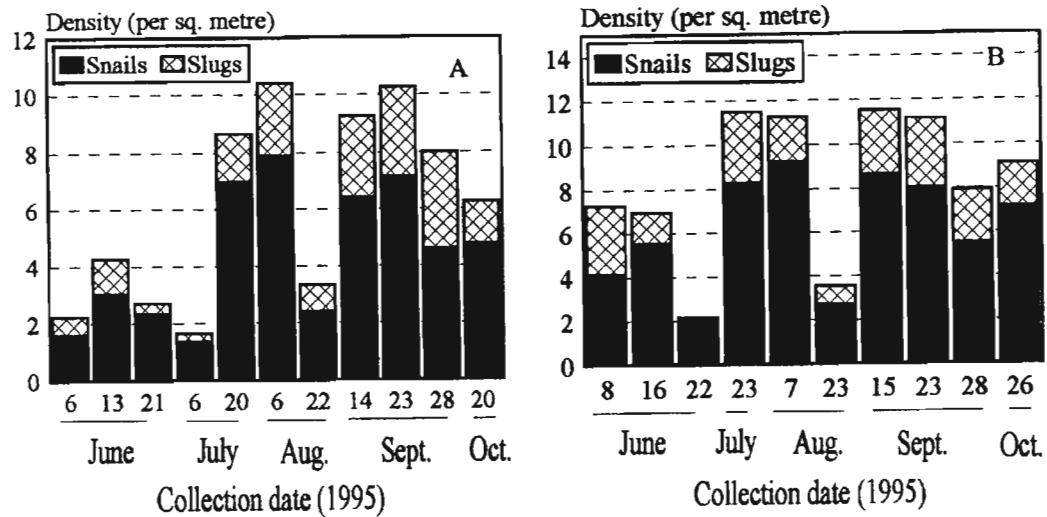 Density (per sq. metre)
12
10
8
6
4
2
0
Snails Slugs
A
6 13 21 6 20 6 22 14 23 28 20
June July Aug. Sept. Oct.
Collection date (1995)
Density (per sq. metre)
14
12
10
8
6
4
2
0
Snails Slugs
B
8 16 22 23 7 23 15 23 28 26
June July Aug. Sept. Oct.
Collection date (1995)